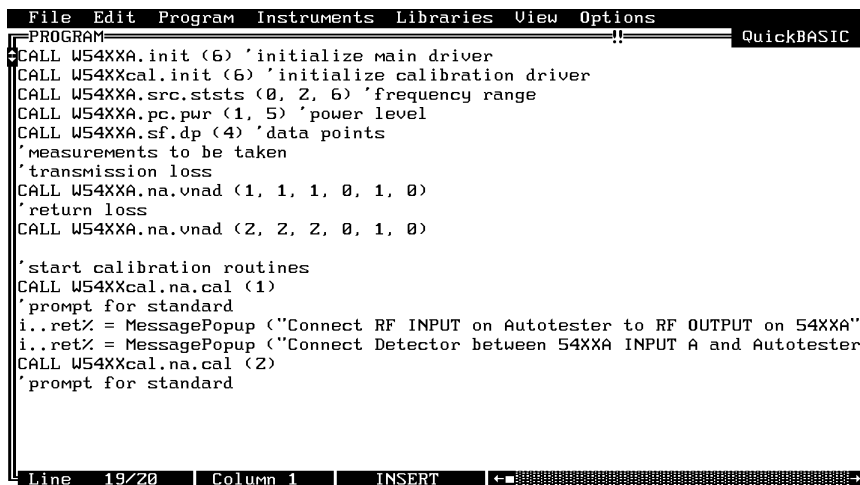 File Edit Program Instruments Libraries View Options
PROGRAM !! QuickBASIC
CALL W54XXA.init (6) 'initialize main driver
CALL W54XXcal.init (6) 'initialize calibration driver
CALL W54XXA.src.ststs (0, 2, 6) 'frequency range
CALL W54XXA.pc.pwr (1, 5) 'power level
CALL W54XXA.sf.dp (4) 'data points
'measurements to be taken
'transmission loss
CALL W54XXA.na.vnad (1, 1, 1, 0, 1, 0)
'return loss
CALL W54XXA.na.vnad (2, 2, 2, 0, 1, 0)
'start calibration routines
CALL W54XXcal.na.cal (1)
'prompt for standard
i..ret% = MessagePopup ("Connect RF INPUT on Autotester to RF OUTPUT on 54XXA"
i..ret% = MessagePopup ("Connect Detector between 54XXA INPUT A and Autotester
CALL W54XXcal.na.cal (2)
'prompt for standard
Line 19/20 Column 1 INSERT